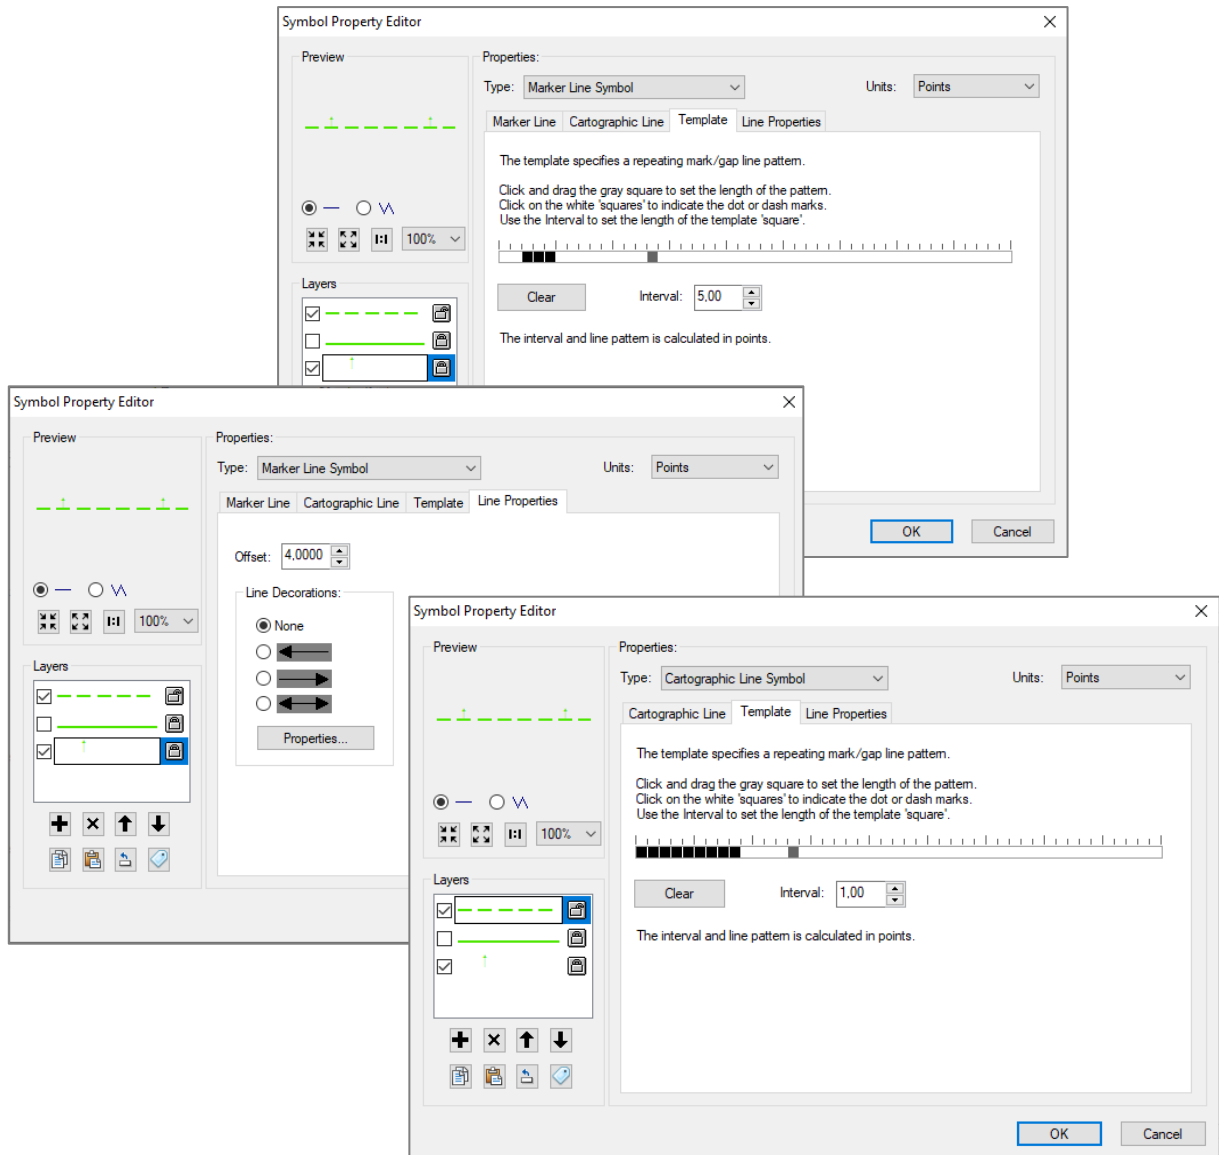 Symbol Property Editor
Preview
Properties:
Type: Marker Line Symbol
Units: Points
Marker Line Cartographic Line Template Line Properties
The template specifies a repeating mark/gap line pattern.
Click and drag the gray square to set the length of the pattern.
Click on the white 'squares' to indicate the dot or dash marks.
Use the Interval to set the length of the template 'square'.
1:1 100%
Layers
Clear
Interval: 5,00
The interval and line pattern is calculated in points.
OK Cancel
Symbol Property Editor
Preview
Properties:
Type: Marker Line Symbol
Units: Points
Marker Line Cartographic Line Template Line Properties
Offset: 4,0000
Line Decorations:
None
1:1 100%
Layers
Properties...
Symbol Property Editor
Preview
Properties:
Type: Cartographic Line Symbol
Units: Points
Cartographic Line Template Line Properties
The template specifies a repeating mark/gap line pattern.
Click and drag the gray square to set the length of the pattern.
Click on the white 'squares' to indicate the dot or dash marks.
Use the Interval to set the length of the template 'square'.
1:1 100%
Layers
Clear
Interval: 1,00
The interval and line pattern is calculated in points.
OK Cancel